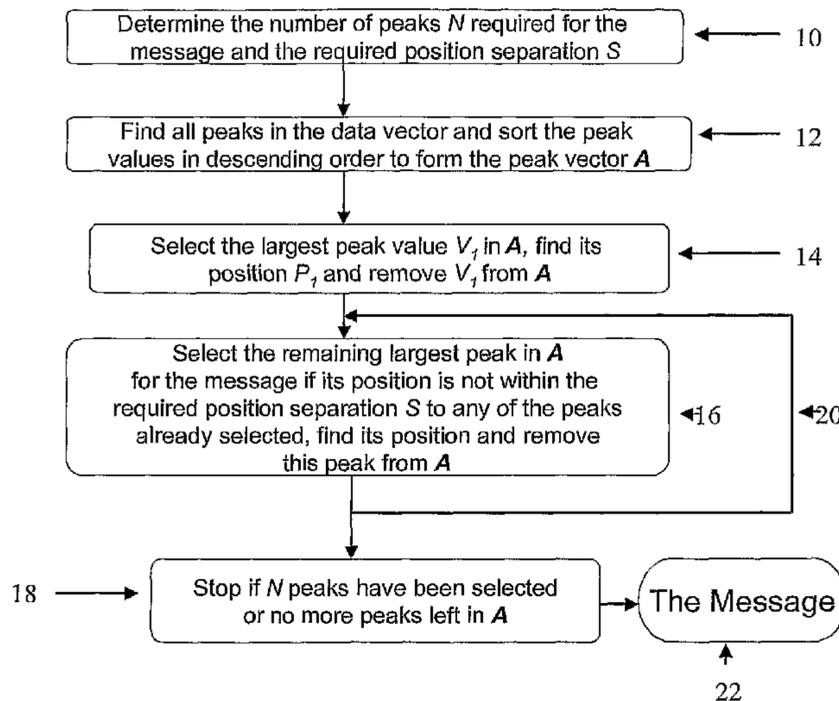 Determine the number of peaks N required for the
message and the required position separation S
10
Find all peaks in the data vector and sort the peak
values in descending order to form the peak vector A
12
Select the largest peak value V1 in A, find its
position P1 and remove V1 from A
14
Select the remaining largest peak in A
for the message if its position is not within the
required position separation S to any of the peaks
already selected, find its position and remove
this peak from A
16
20
18
Stop if N peaks have been selected
or no more peaks left in A
The Message
22